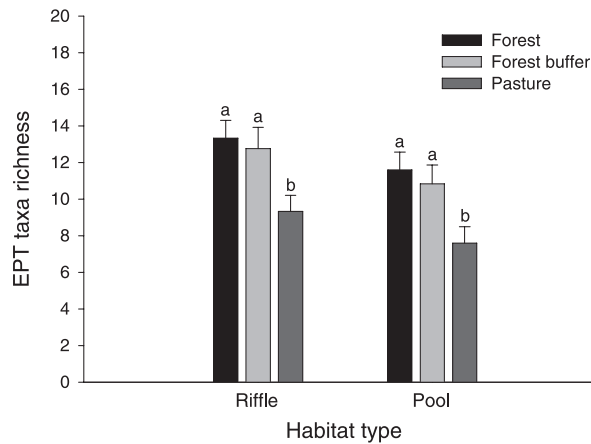 EPT taxa richness
20
18
16
14
12
10
8
6
4
2
0
Forest
Forest buffer
Pasture
a
a
b
a
a
b
Riffle
Pool
Habitat type